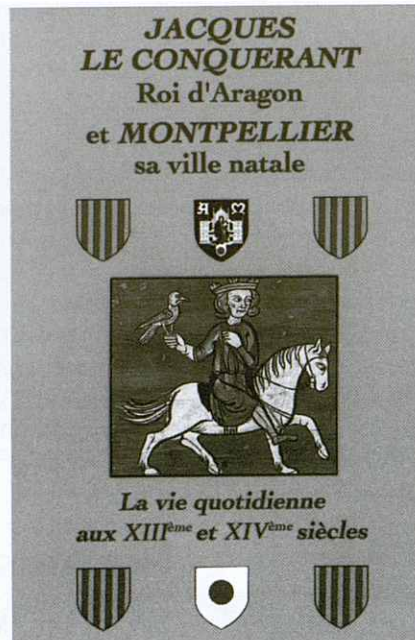 JACQUES
LE CONQUERANT
Roi d'Aragon
et MONTPELLIER
sa ville natale
A M
La vie quotidienne
aux XIIIème et XIVème siècles